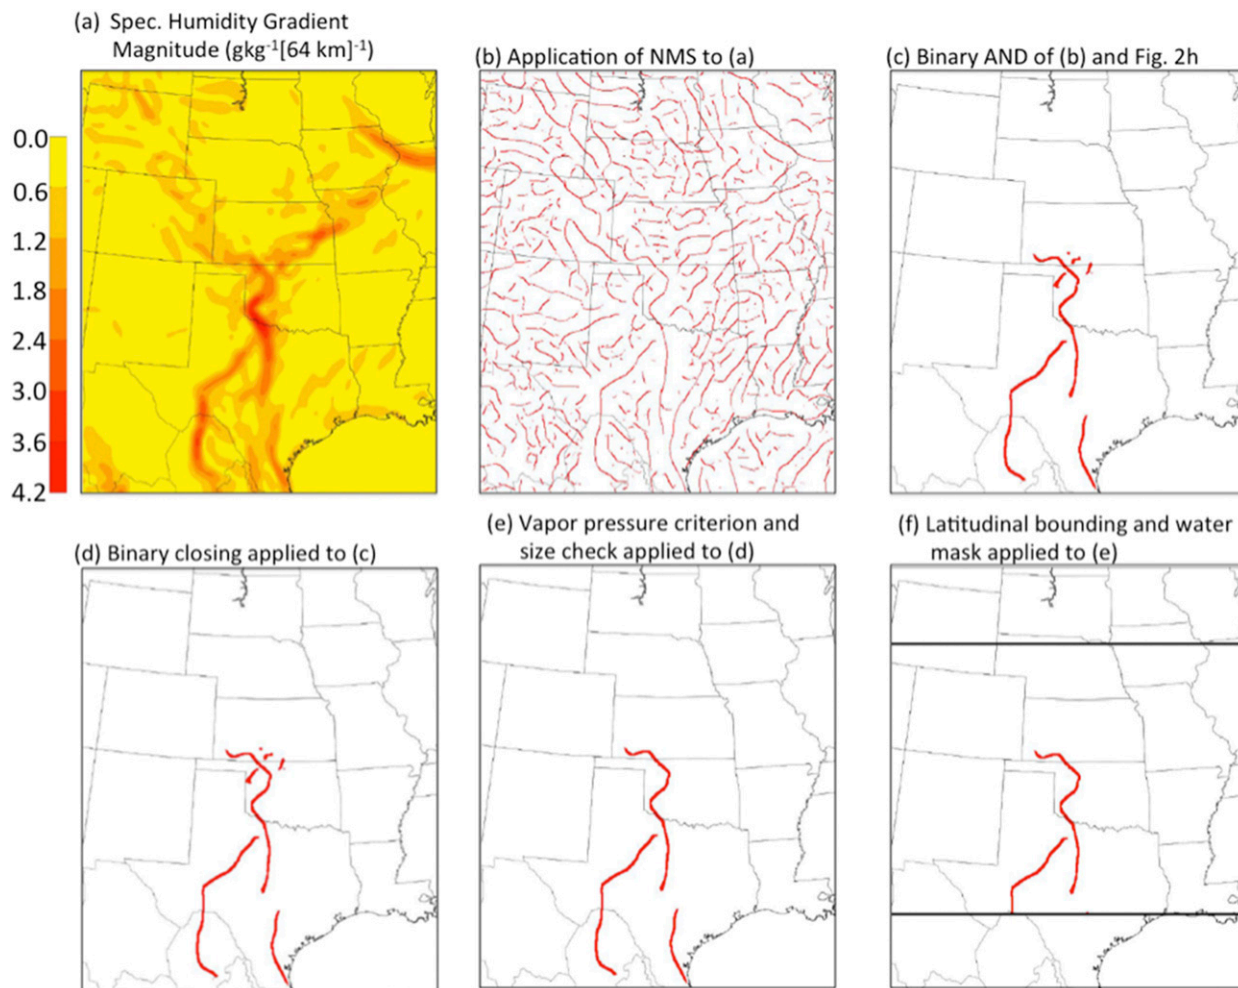 (a) Spec. Humidity Gradient
Magnitude (gkg⁻¹[64 km]⁻¹)
(b) Application of NMS to (a)
(c) Binary AND of (b) and Fig. 2h
0.0
0.6
1.2
1.8
2.4
3.0
3.6
4.2
(d) Binary closing applied to (c)
(e) Vapor pressure criterion and
size check applied to (d)
(f) Latitudinal bounding and water
mask applied to (e)